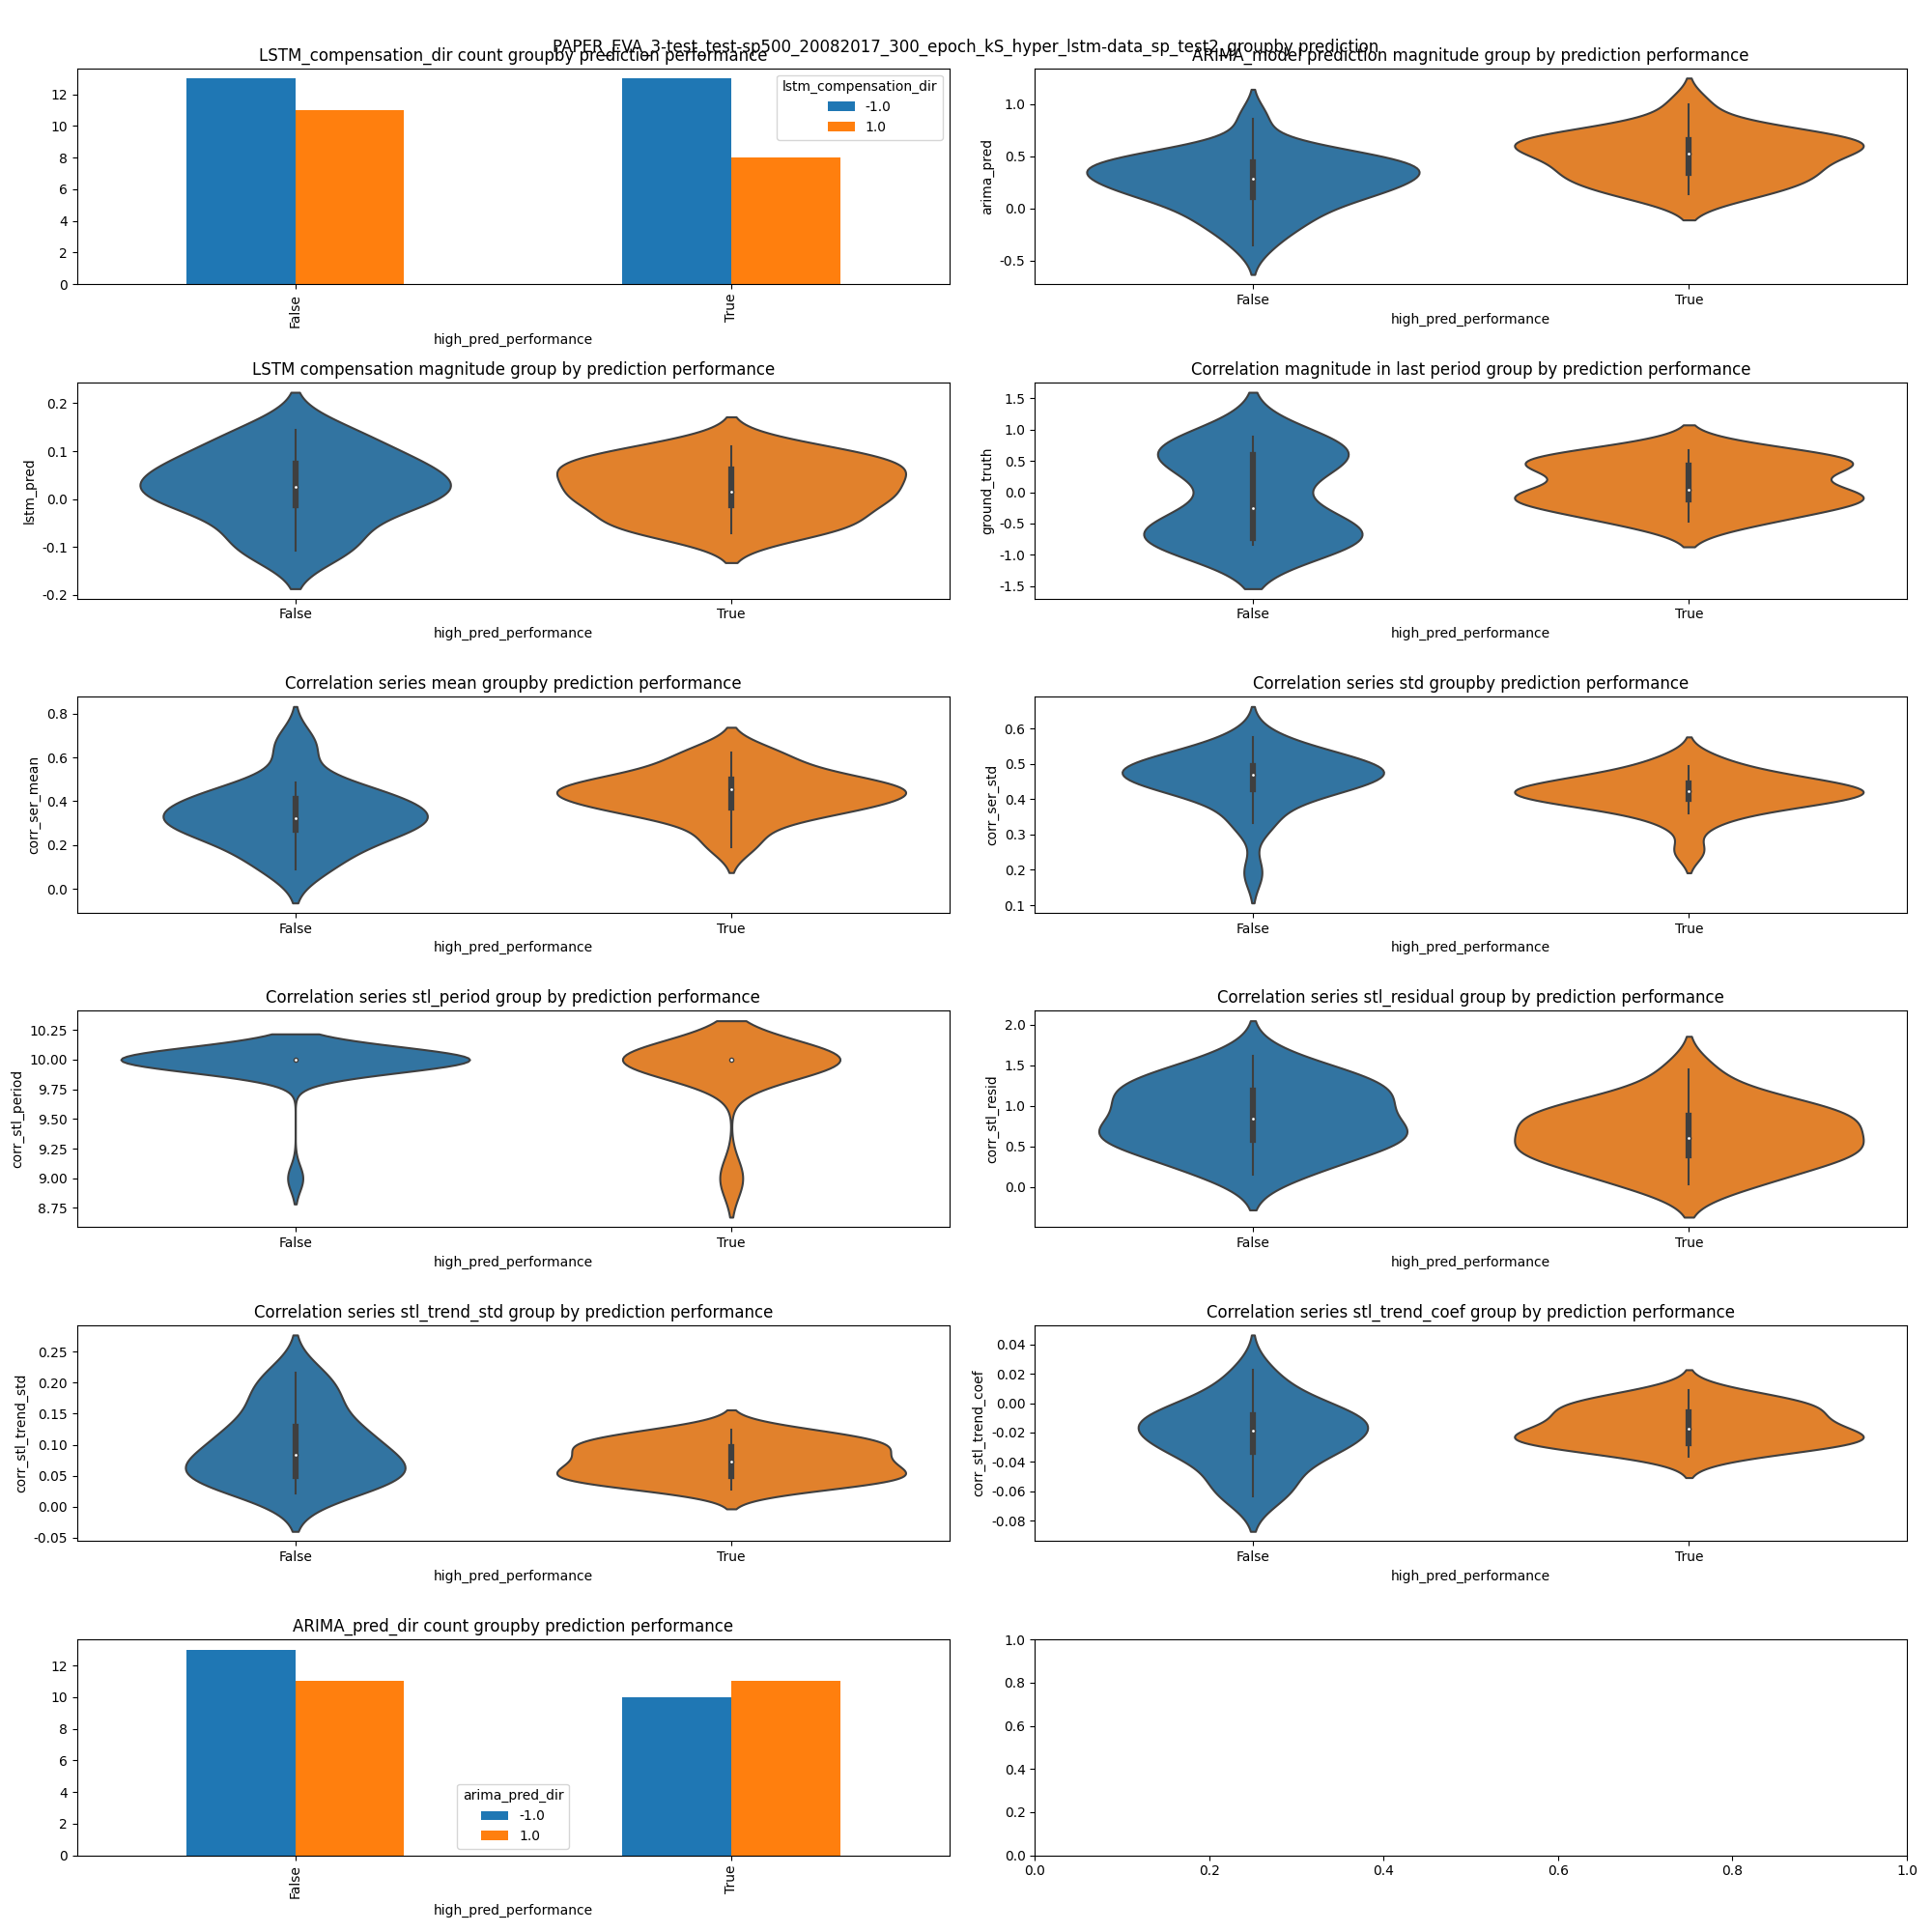 PAPER_EVA_3-test_test-sp500_20082017_300_epoch_kS_hyper_lstm-data_sp_test2_groupby prediction
LSTM_compensation_dir count groupby prediction performance
12
10
8
6
4
2
0
lstm_compensation_dir
-1.0
1.0
False
True
high_pred_performance
ARIMA_model prediction magnitude group by prediction performance
arima_pred
1.0
0.5
0.0
-0.5
False
True
high_pred_performance
LSTM compensation magnitude group by prediction performance
lstm_pred
0.2
0.1
0.0
-0.1
-0.2
False
True
high_pred_performance
Correlation magnitude in last period group by prediction performance
ground_truth
1.5
1.0
0.5
0.0
-0.5
-1.0
-1.5
False
True
high_pred_performance
Correlation series mean groupby prediction performance
corr_ser_mean
0.8
0.6
0.4
0.2
0.0
False
True
high_pred_performance
Correlation series std groupby prediction performance
corr_ser_std
0.6
0.5
0.4
0.3
0.2
0.1
False
True
high_pred_performance
Correlation series stl_period group by prediction performance
corr_stl_period
10.25
10.00
9.75
9.50
9.25
9.00
8.75
False
True
high_pred_performance
Correlation series stl_residual group by prediction performance
corr_stl_resid
2.0
1.5
1.0
0.5
0.0
False
True
high_pred_performance
Correlation series stl_trend_std group by prediction performance
corr_stl_trend_std
0.25
0.20
0.15
0.10
0.05
0.00
-0.05
False
True
high_pred_performance
Correlation series stl_trend_coef group by prediction performance
corr_stl_trend_coef
0.04
0.02
0.00
-0.02
-0.04
-0.06
-0.08
False
True
high_pred_performance
ARIMA_pred_dir count groupby prediction performance
12
10
8
6
4
2
0
arima_pred_dir
-1.0
1.0
False
True
high_pred_performance
1.0
0.8
0.6
0.4
0.2
0.0
0.0
0.2
0.4
0.6
0.8
1.0